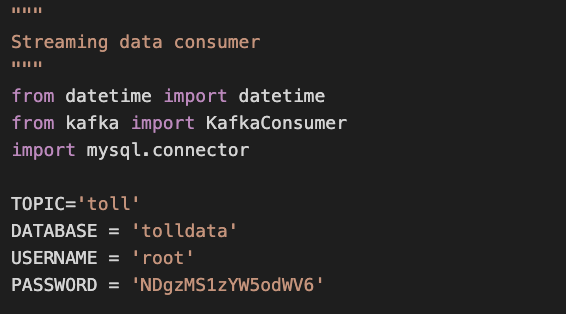 """
Streaming data consumer
"""
from datetime import datetime
from kafka import KafkaConsumer
import mysql.connector

TOPIC='toll'
DATABASE = 'tolldata'
USERNAME = 'root'
PASSWORD = 'NDgzMS1zYW5odWV6'